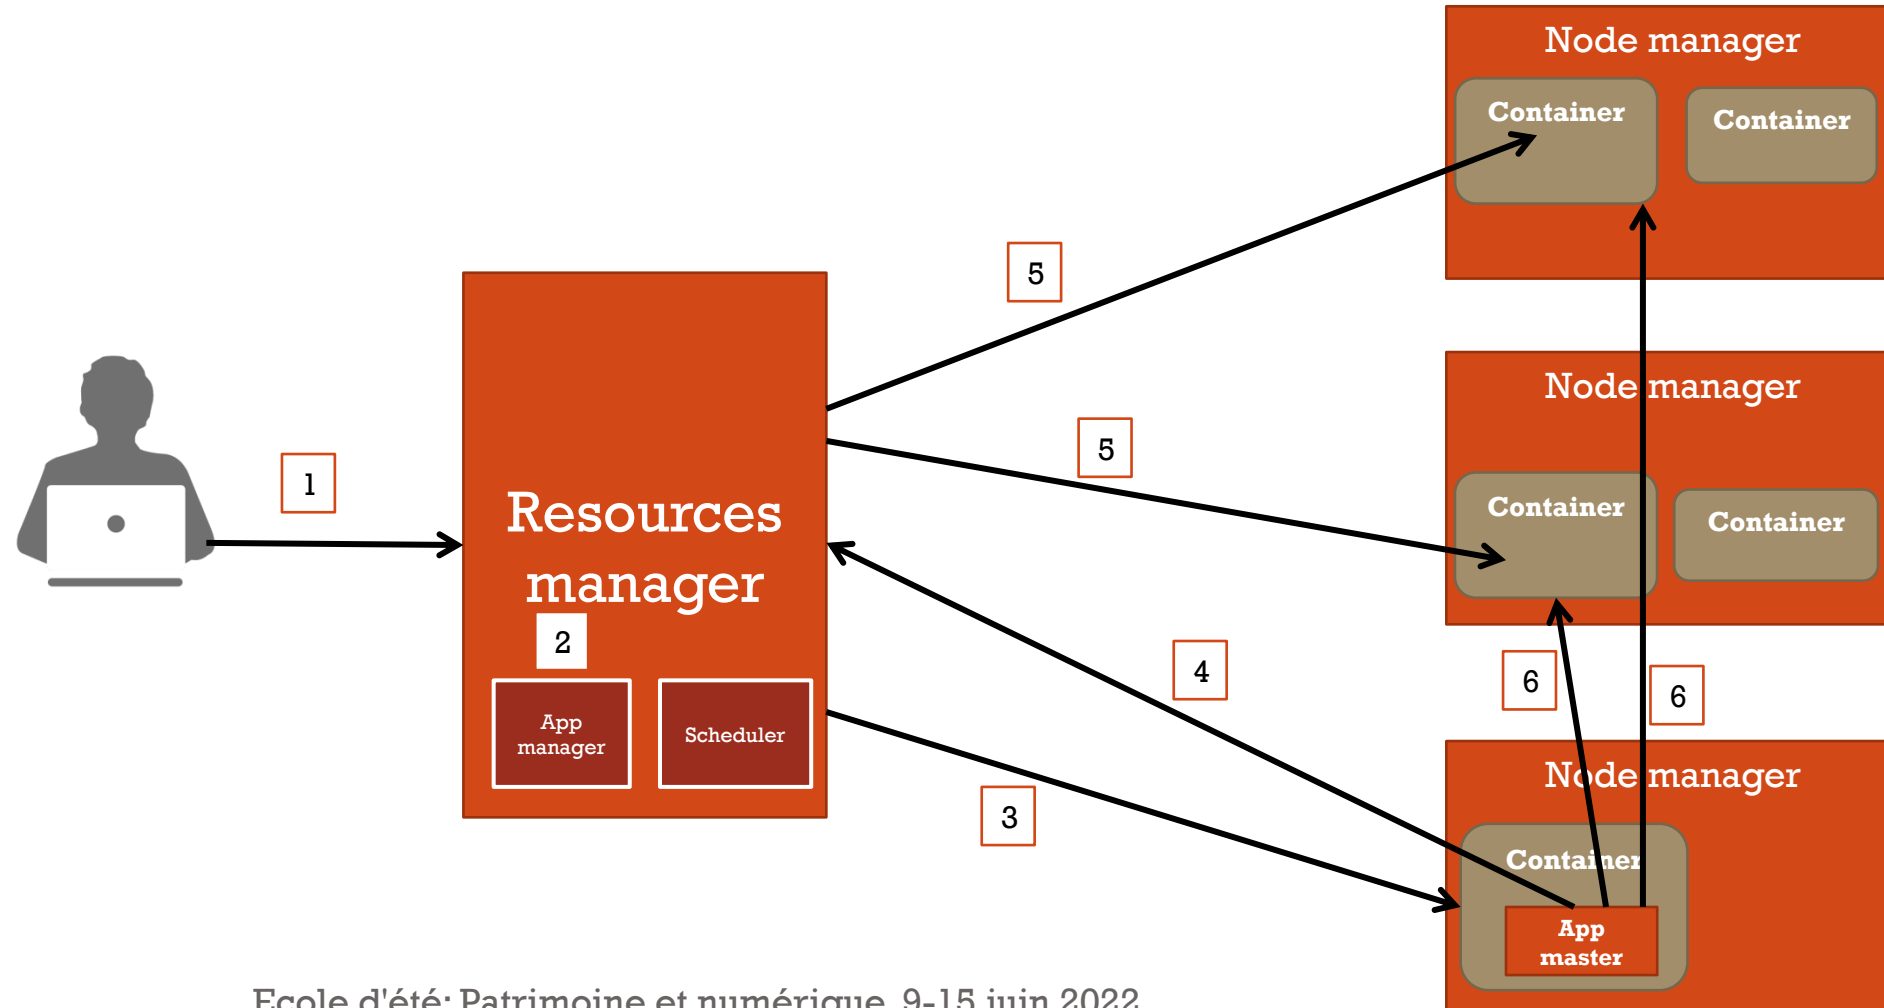 Node manager
Container
Container
5
Node manager
5
1
Container
Container
Resources
manager
2
4
6
6
App
manager
Scheduler
3
Node manager
Container
App
master
Ecole d'été: Patrimoine et numérique, 9-15 juin 2022